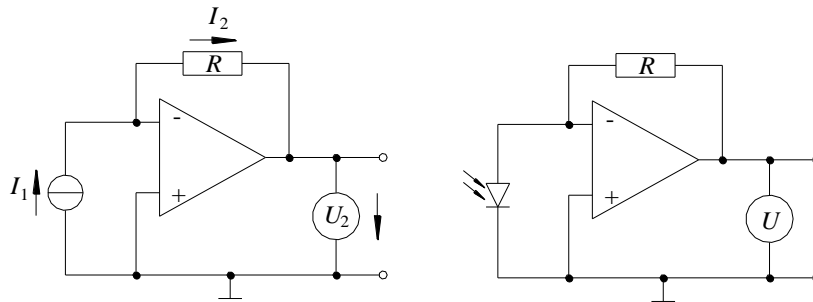 I₂
R
-
I₁
+
U₂
R
-
+
U